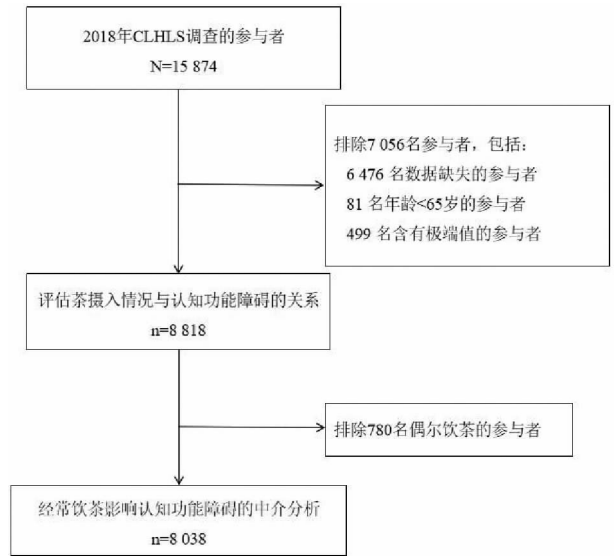 2018年CLHLS调查的参与者
N=15 874
排除7 056名参与者，包括：
6 476 名数据缺失的参与者
81 名年龄<65岁的参与者
499 名含有极端值的参与者
评估茶摄入情况与认知功能障碍的关系
n=8 818
排除780名偶尔饮茶的参与者
经常饮茶影响认知功能障碍的中介分析
n=8 038